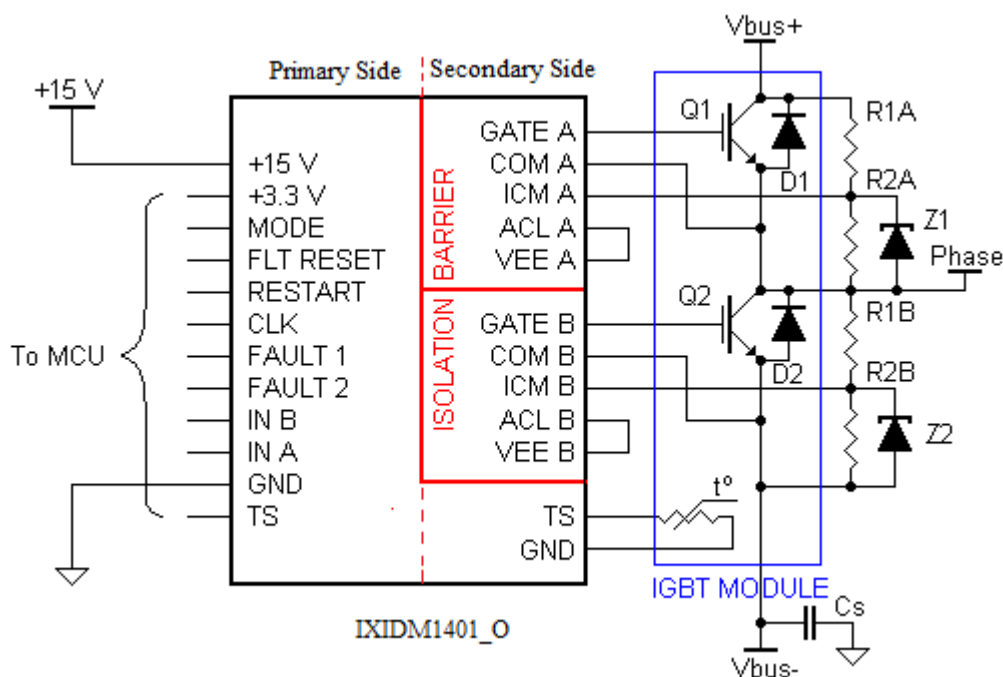 Vbus+
Primary Side
Secondary Side
+15 V
Q1
R1A
GATE A
+15 V
COM A
D1
+3.3 V
ICM A
R2A
MODE
ACL A
Z1
FLT RESET
VEE A
Phase
BARRIER
RESTART
Q2
CLK
GATE B
R1B
To MCU
FAULT 1
COM B
D2
FAULT 2
ICM B
R2B
ISOLATION
IN B
ACL B
Z2
IN A
VEE B
GND
tº
TS
TS
GND
IGBT MODULE
Cs
IXIDM1401_O
Vbus-